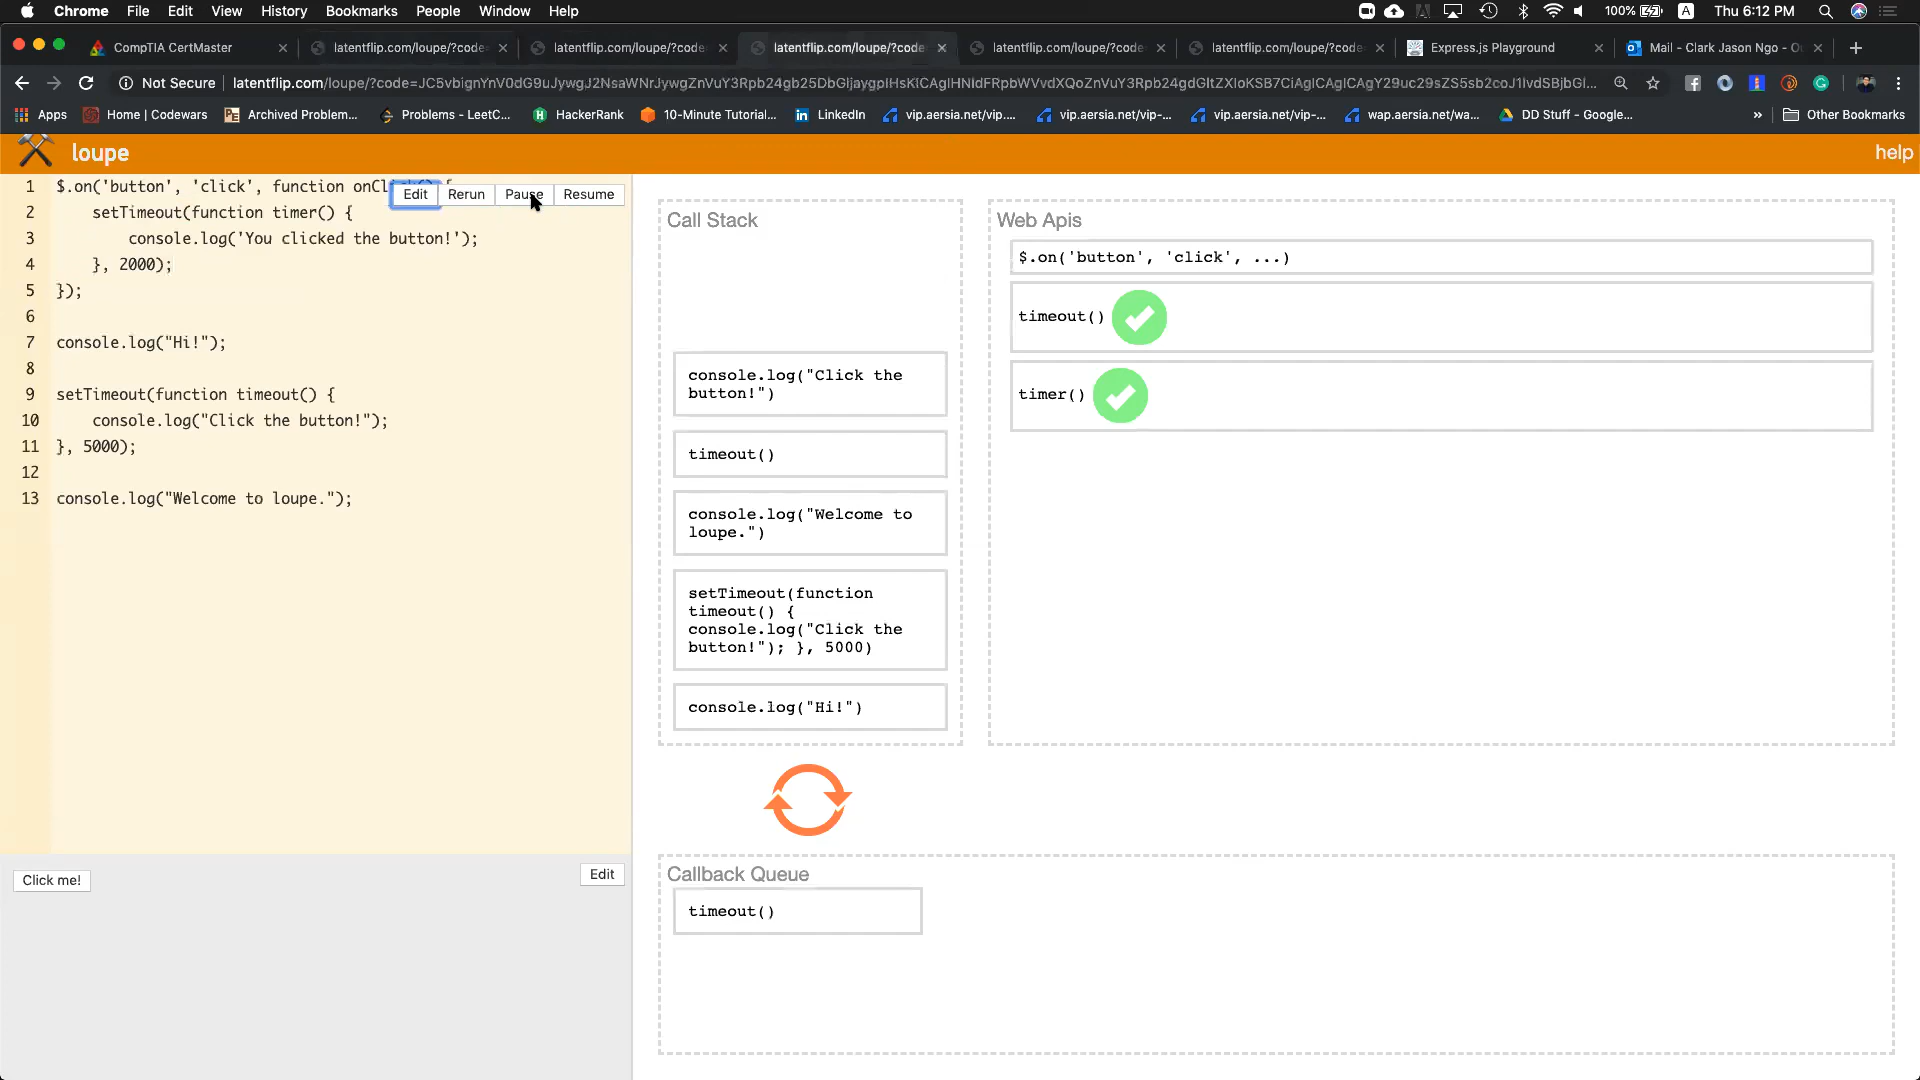 Chrome File Edit View History Bookmarks People Window Help 100% A Thu 6:12 PM
CompTIA CertMaster latentflip.com/loupe/?code= latentflip.com/loupe/?code= latentflip.com/loupe/?code= latentflip.com/loupe/?code= latentflip.com/loupe/?code= Express.js Playground Mail - Clark Jason Ngo - O
Not Secure latentflip.com/loupe/?code=
Apps Home | Codewars Archived Problem... Problems - LeetC... HackerRank 10-Minute Tutorial... LinkedIn vip.aersia.net/vip.... vip.aersia.net/vip-... vip.aersia.net/vip-... wap.aersia.net/wa... DD Stuff - Google... » Other Bookmarks
loupe help
Edit Rerun Pause Resume
1 $.on('button', 'click', function onCl
2 setTimeout(function timer() {
3 console.log('You clicked the button!');
4 }, 2000);
5 });
6
7 console.log("Hi!");
8
9 setTimeout(function timeout() {
10 console.log("Click the button!");
11 }, 5000);
12
13 console.log("Welcome to loupe.");
Click me! Edit
Call Stack
console.log("Click the
button!")
timeout()
console.log("Welcome to
loupe.")
setTimeout(function
timeout() {
console.log("Click the
button!"); }, 5000)
console.log("Hi!")
Web Apis
$.on('button', 'click', ...)
timeout()
timer()
Callback Queue
timeout()